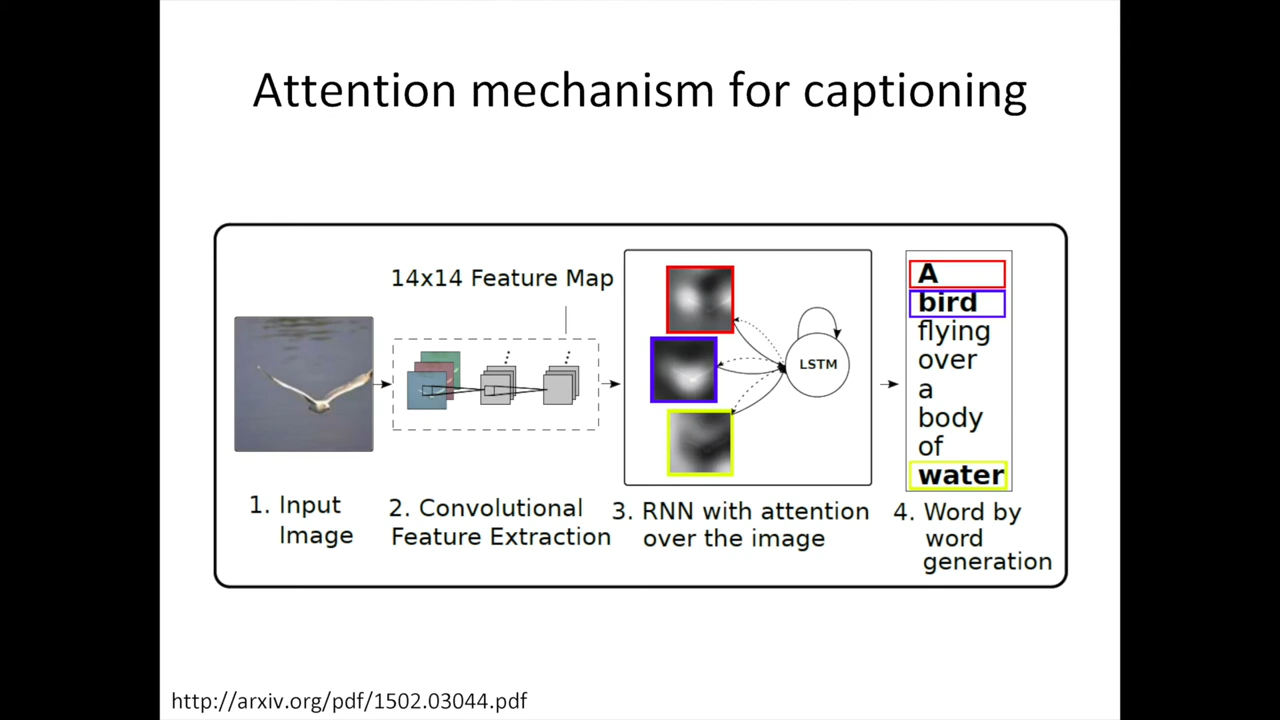 Attention mechanism for captioning
14x14 Feature Map
LSTM
A
bird
flying
over
a
body
of
water
1. Input
Image
2. Convolutional
Feature Extraction
3. RNN with attention
over the image
4. Word by
word
generation
http://arxiv.org/pdf/1502.03044.pdf